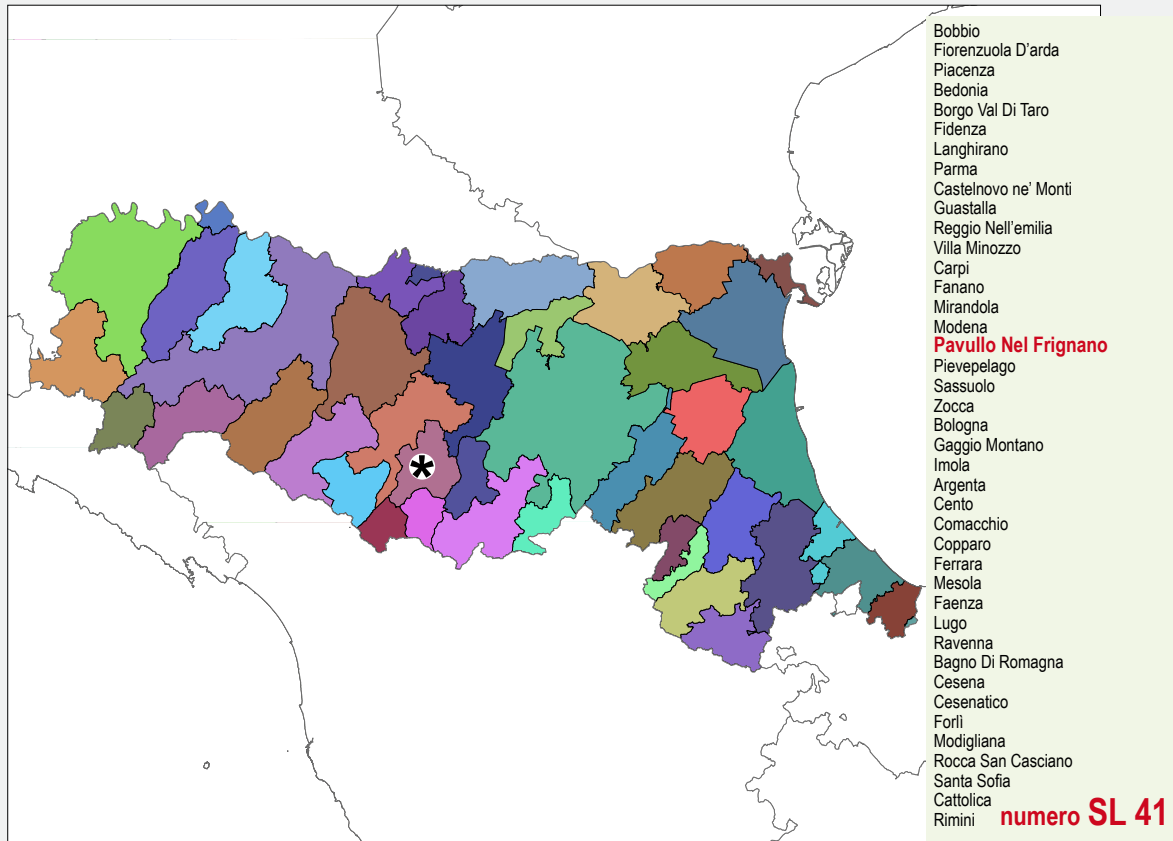 Bobbio
Fiorenzuola D'arda
Piacenza
Bedonia
Borgo Val Di Taro
Fidenza
Langhirano
Parma
Castelnovo ne' Monti
Guastalla
Reggio Nell'emilia
Villa Minozzo
Carpi
Fanano
Mirandola
Modena
Pavullo Nel Frignano
Pievepelago
Sassuolo
Zocca
Bologna
Gaggio Montano
Imola
Argenta
Cento
Comacchio
Copparo
Ferrara
Mesola
Faenza
Lugo
Ravenna
Bagno Di Romagna
Cesena
Cesenatico
Forlì
Modigliana
Rocca San Casciano
Santa Sofia
Cattolica
Rimini
numero SL 41
*